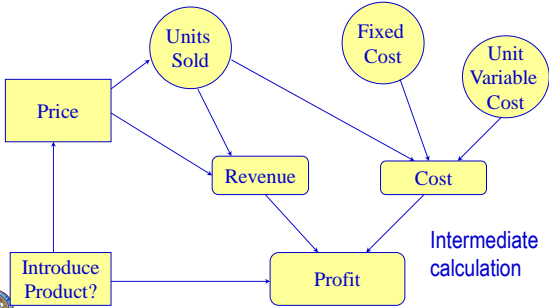 Units
Sold
Fixed
Cost
Unit
Variable
Cost
Price
Revenue
Cost
Intermediate
calculation
Introduce
Product?
Profit